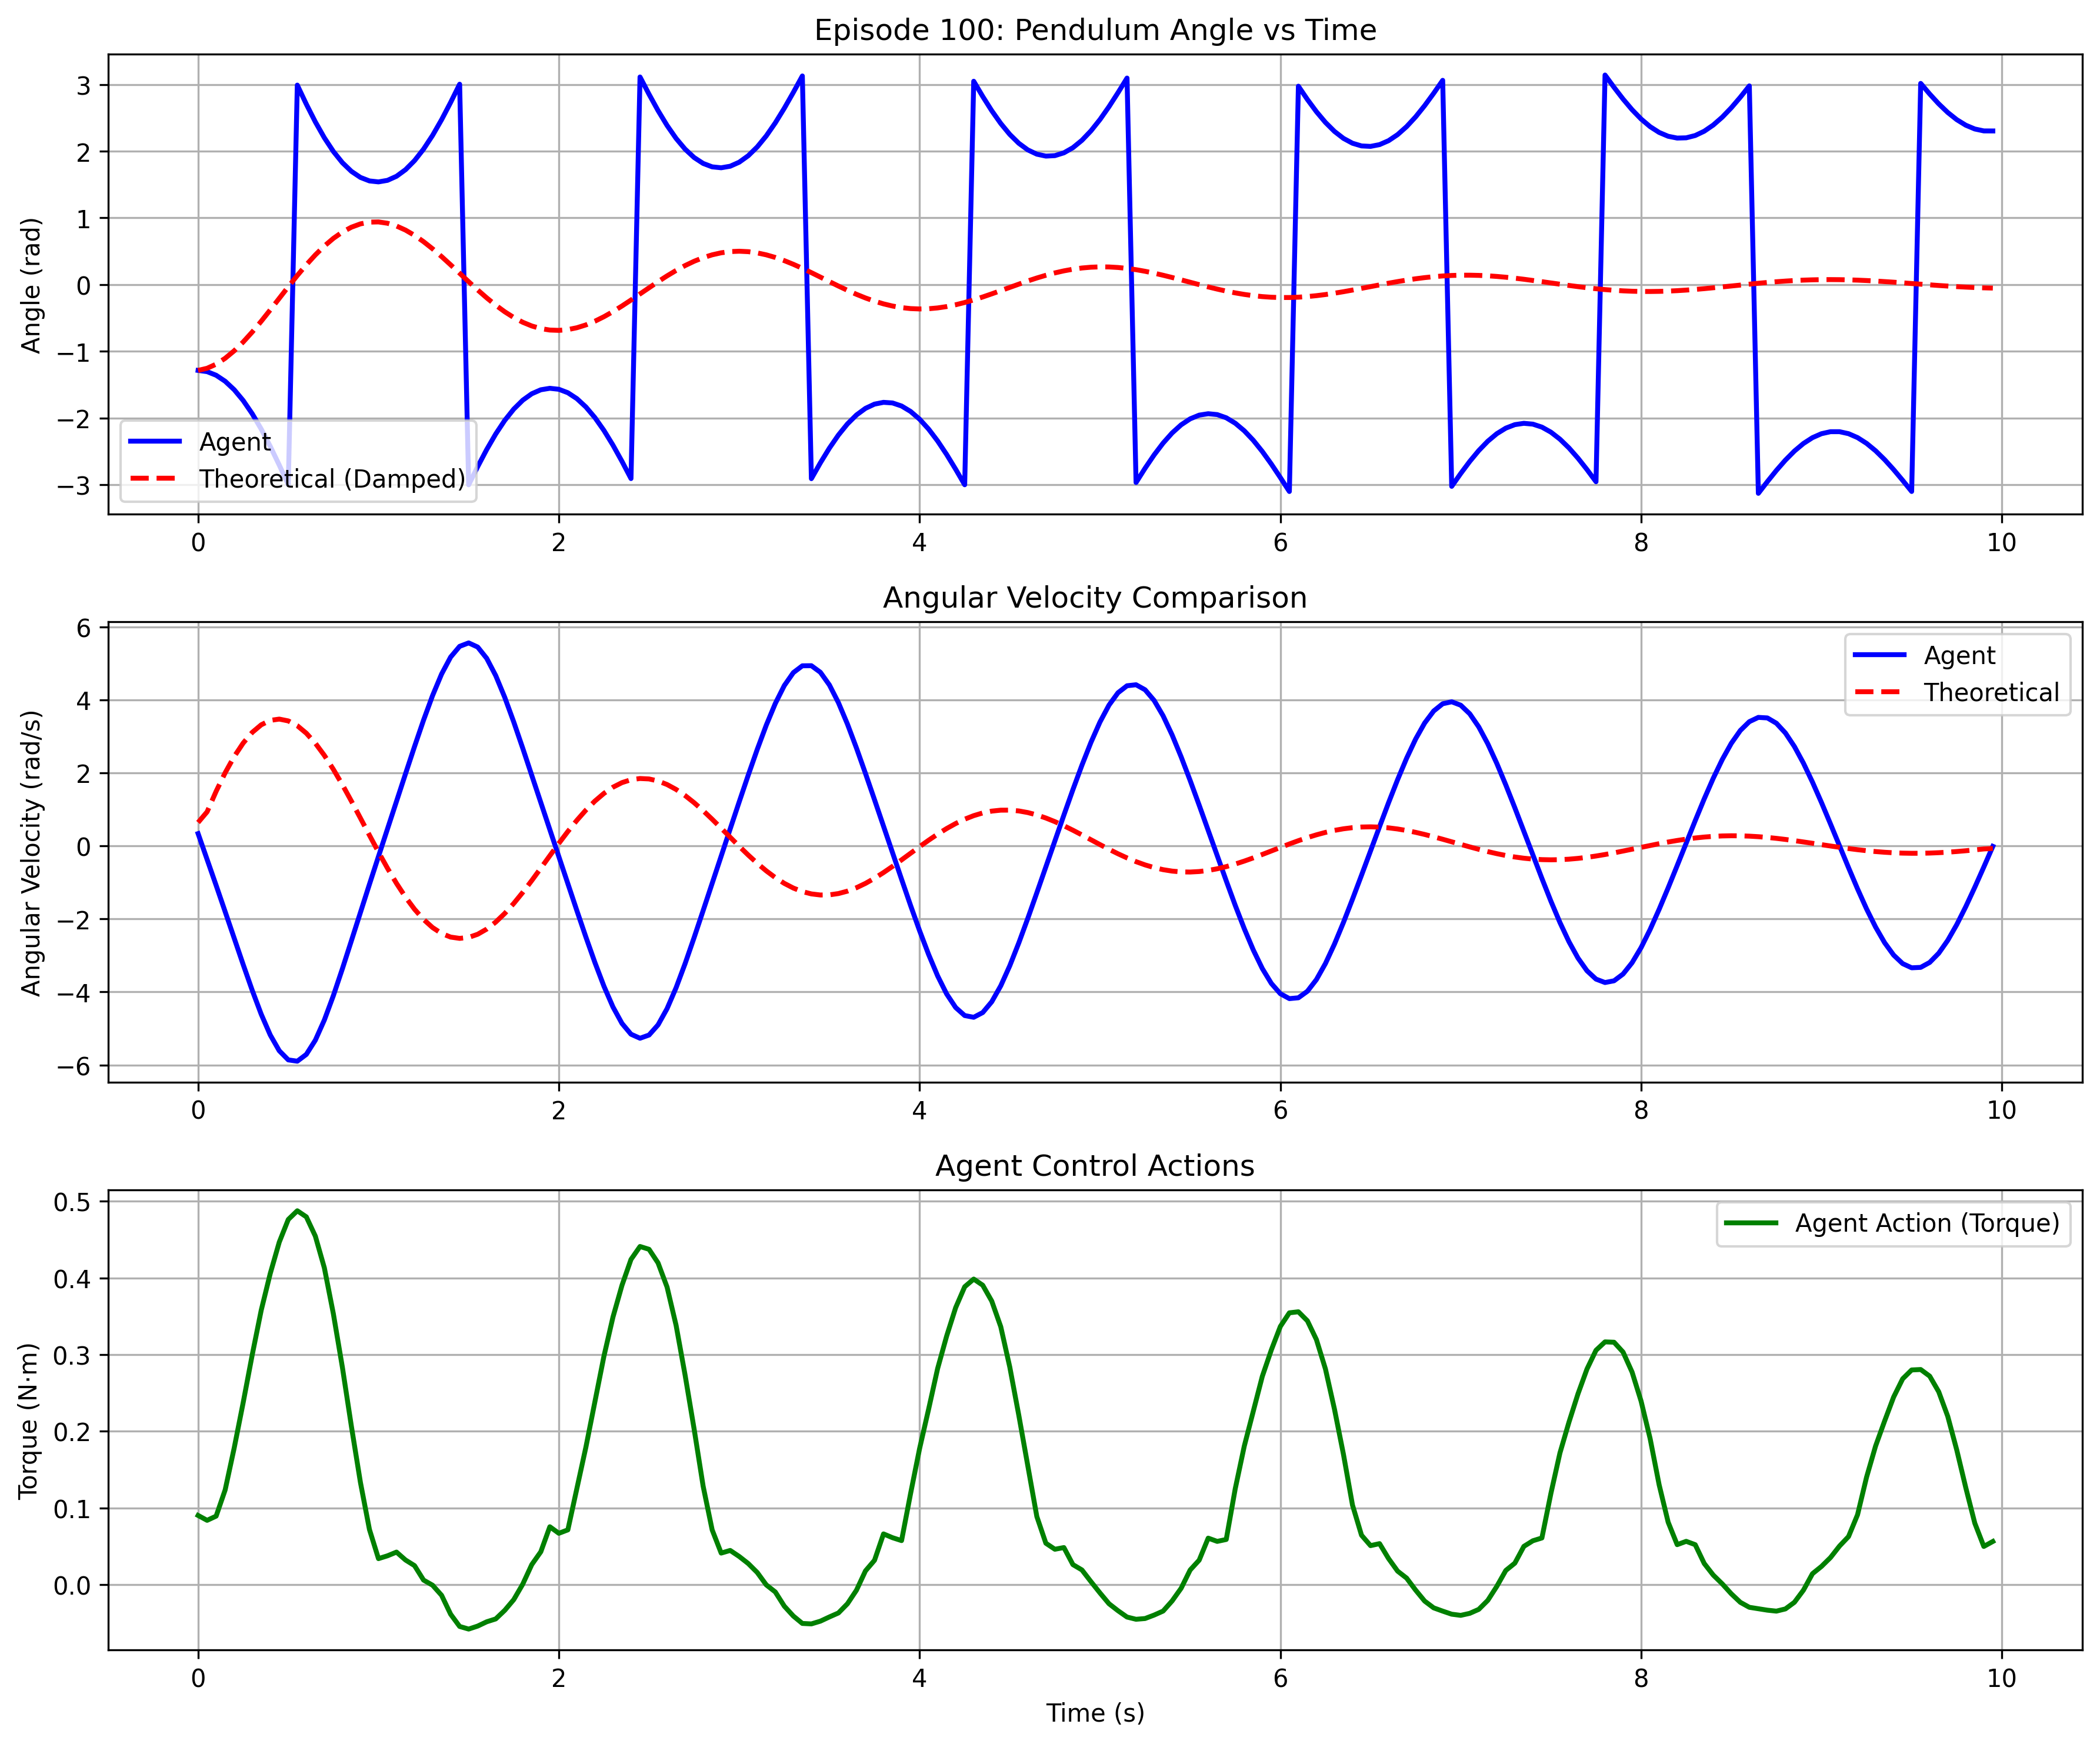 Episode 100: Pendulum Angle vs Time
Angle (rad)
3
2
1
0
−1
−2
−3
Agent
Theoretical (Damped)
0 2 4 6 8 10
Angular Velocity Comparison
Angular Velocity (rad/s)
6
4
2
0
−2
−4
−6
Agent
Theoretical
0 2 4 6 8 10
Agent Control Actions
Torque (N·m)
0.5
0.4
0.3
0.2
0.1
0.0
Agent Action (Torque)
0 2 4 6 8 10
Time (s)